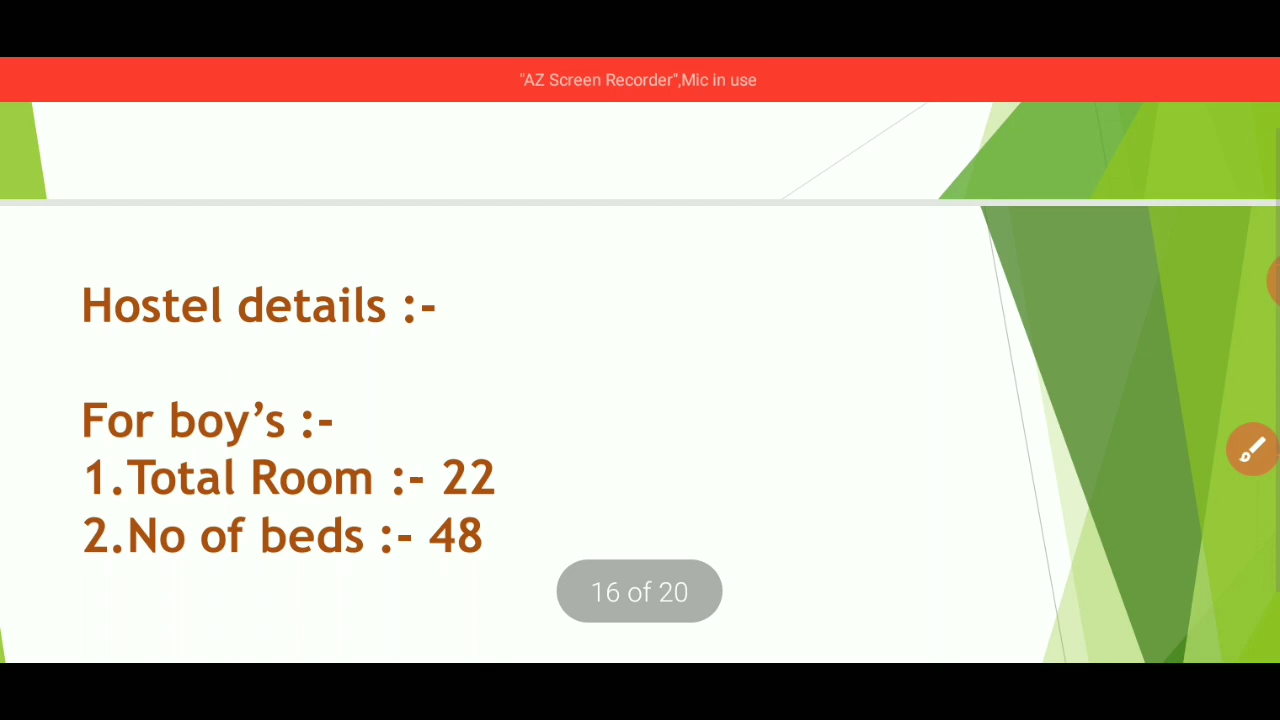 "AZ Screen Recorder",Mic in use
Hostel details :-
For boy’s :-
1.Total Room :- 22
2.No of beds :- 48
16 of 20